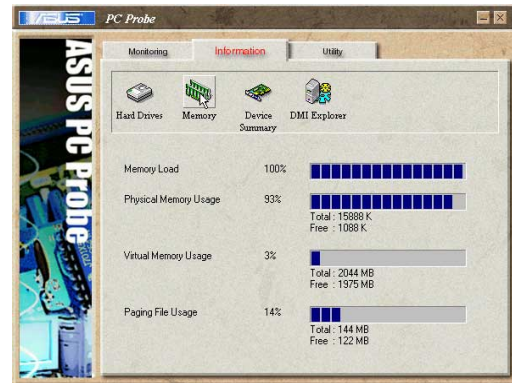 ASUS PC Probe
ASUS PC Probe
Monitoring Information Utility
Hard Drives Memory Device Summary DMI Explorer
Memory Load 100%
Physical Memory Usage 93%
Total : 15888 K
Free : 1088 K
Virtual Memory Usage 3%
Total : 2044 MB
Free : 1975 MB
Paging File Usage 14%
Total : 144 MB
Free : 122 MB